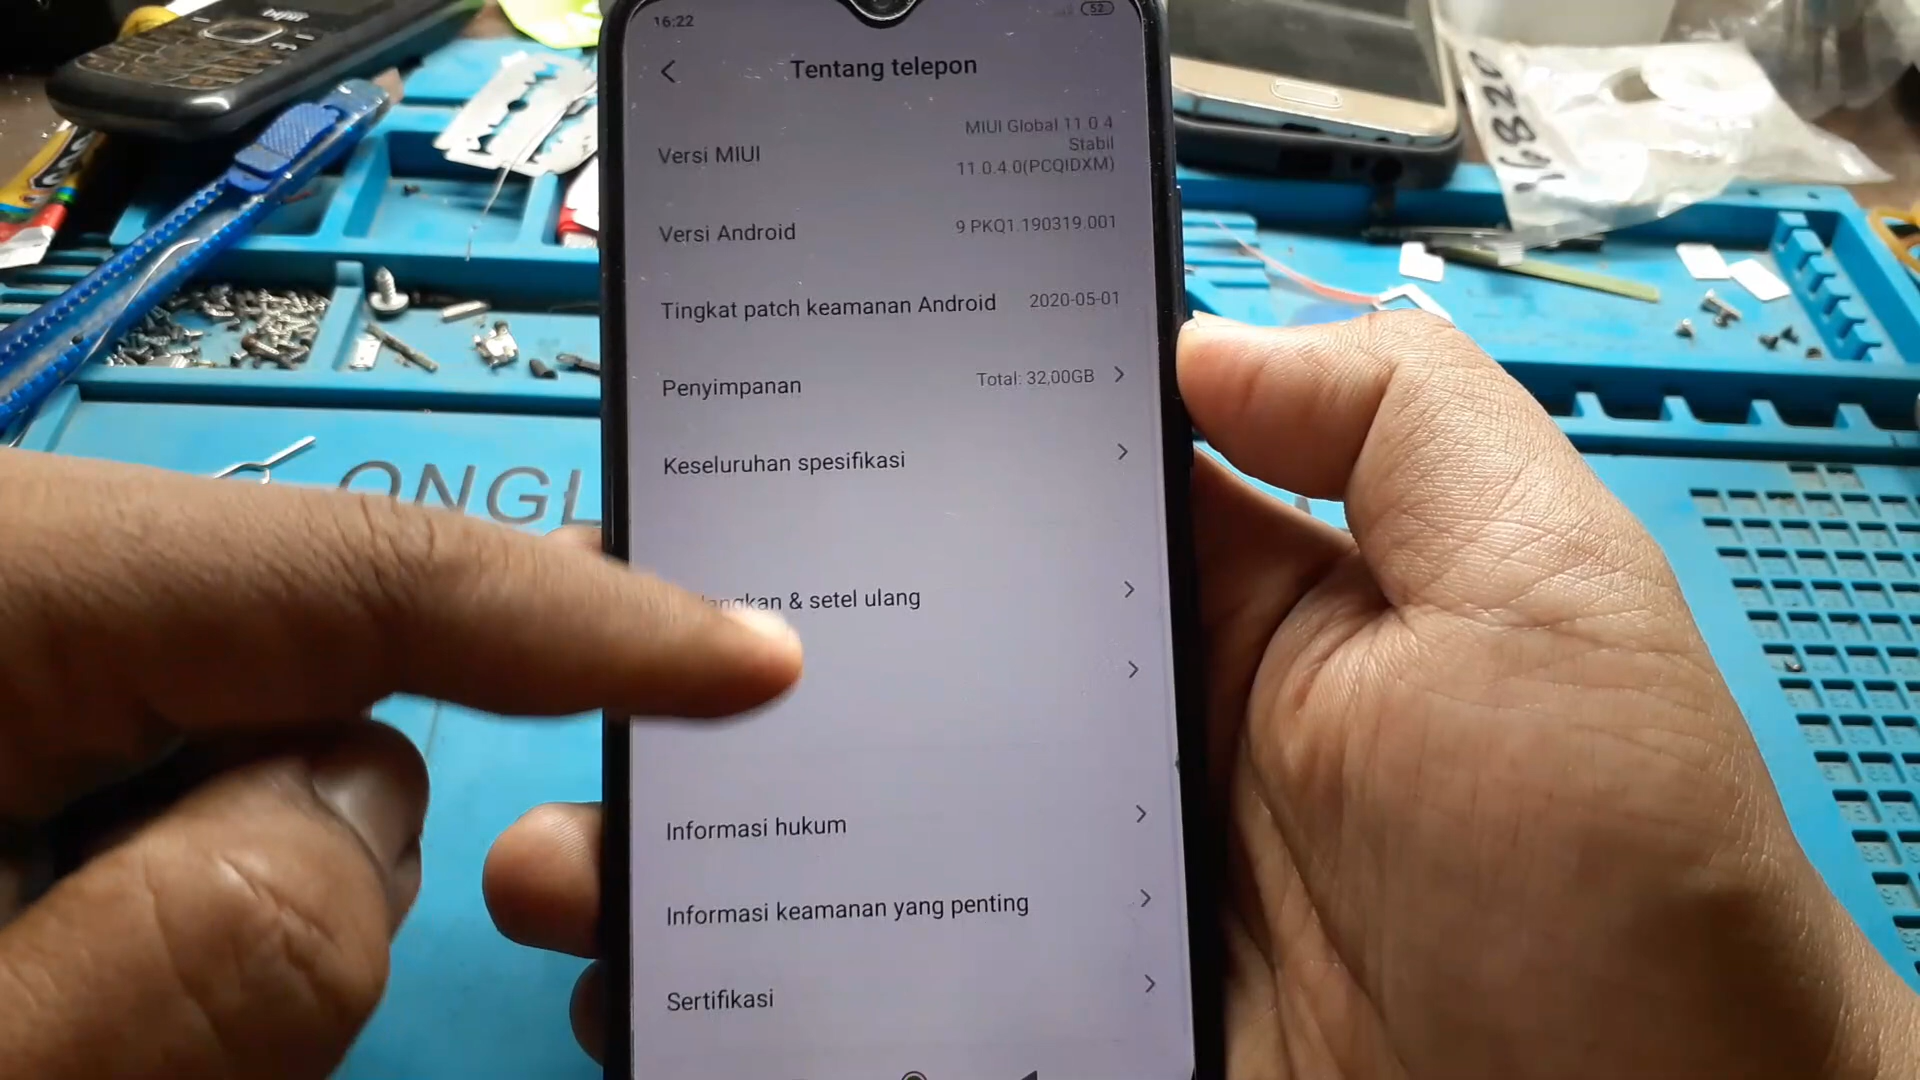 16:22
52
Tentang telepon
Versi MIUI
MIUI Global 11.0.4
Stabil
11.0.4.0(PCQIDXM)
Versi Android
9 PKQ1.190319.001
Tingkat patch keamanan Android
2020-05-01
Penyimpanan
Total: 32,00GB
Keseluruhan spesifikasi
& setel ulang
Informasi hukum
Informasi keamanan yang penting
Sertifikasi